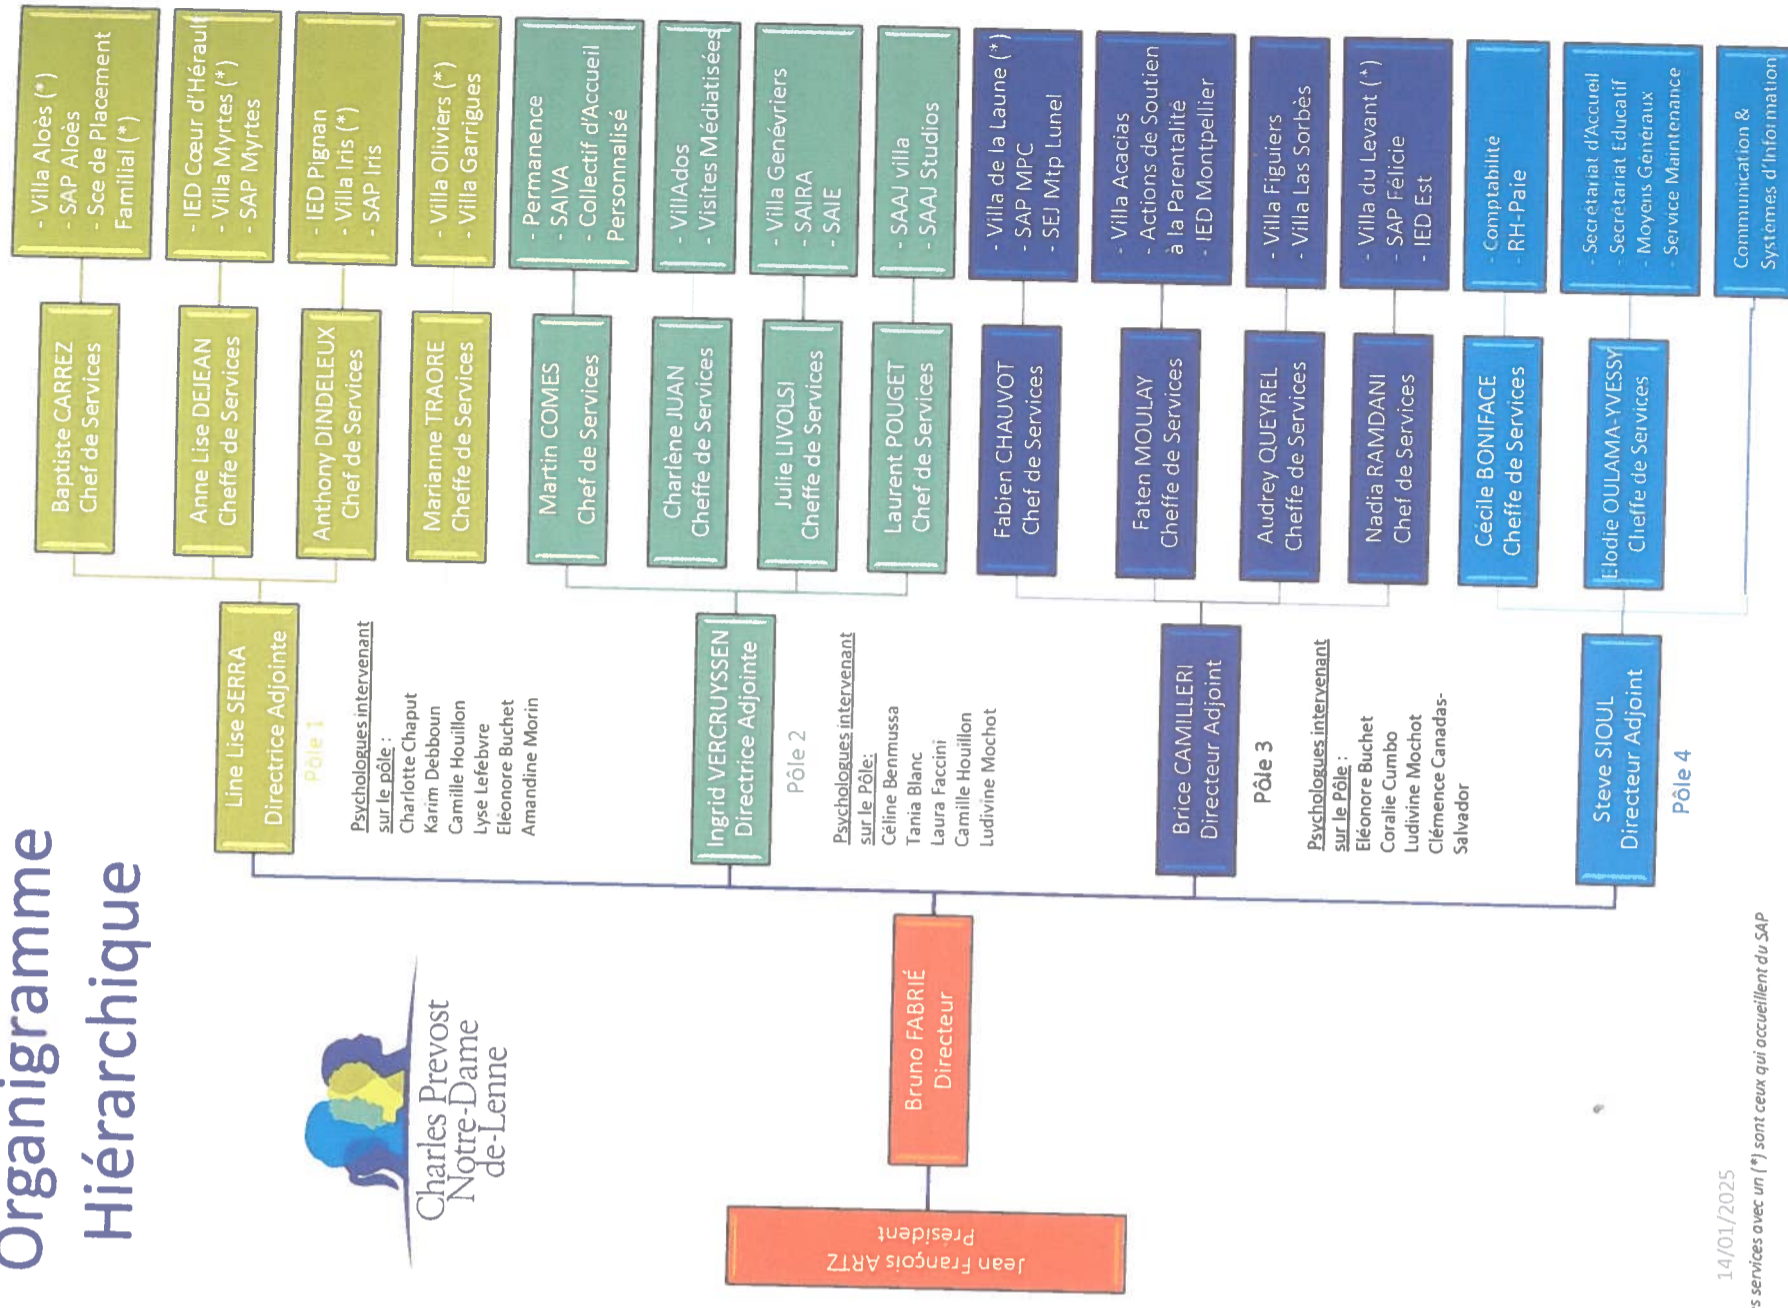 Organigramme
Hiérarchique
Charles Prevost
Notre-Dame
de-Lenne
Jean François ARTZ
Président
Bruno FABRIÉ
Directeur
Line Lise SERRA
Directrice Adjointe
Pôle 1
Psychologues intervenant
sur le pôle :
Charlotte Chaput
Karim Debboun
Camille Houillon
Lyse Lefebvre
Eléonore Buchet
Amandine Morin
Baptiste CARREZ
Chef de Services
- Villa Aloès (*)
- SAP Aloès
- Sce de Placement
Familial (*)
Anne Lise DEJEAN
Cheffe de Services
- IED Cœur d'Hérault
- Villa Myrtes (*)
- SAP Myrtes
Anthony DINDELEUX
Chef de Services
- IED Pignan
- Villa Iris (*)
- SAP Iris
Marianne TRAORE
Cheffe de Services
- Villa Oliviers (*)
- Villa Garrigues
Ingrid VERCRUYSSEN
Directrice Adjointe
Pôle 2
Psychologues intervenant
sur le Pôle:
Céline Benmussa
Tania Blanc
Laura Faccini
Camille Houillon
Ludivine Mochot
Martin COMES
Chef de Services
- Permanence
- SAIVA
- Collectif d'Accueil
Personnalisé
Charlène JUAN
Cheffe de Services
- VillAdos
- Visites Médiatisées
Julie LIVOLSI
Cheffe de Services
- Villa Genévriers
- SAIRA
- SAIE
Laurent POUGET
Chef de Services
- SAAJ villa
- SAAJ Studios
Brice CAMILLERI
Directeur Adjoint
Pôle 3
Psychologues intervenant
sur le Pôle :
Eléonore Buchet
Coralie Cumbo
Ludivine Mochot
Clémence Canadas-
Salvador
Fabien CHAUVOT
Chef de Services
- Villa de la Laune (*)
- SAP MPC
- SEJ Mtp Lunel
Faten MOULAY
Cheffe de Services
- Villa Acacias
- Actions de Soutien
à la Parentalité
- IED Montpellier
Audrey QUEYREL
Cheffe de Services
- Villa Figuiers
- Villa Las Sorbès
Nadia RAMDANI
Chef de Services
- Villa du Levant (*)
- SAP Félicie
- IED Est
Steve SIOUL
Directeur Adjoint
Pôle 4
Cécile BONIFACE
Cheffe de Services
- Comptabilité
- RH-Paie
Elodie OULAMA-YVESSY
Cheffe de Services
- Secrétariat d'Accueil
- Secrétariat Educatif
- Moyens Généraux
- Service Maintenance
Communication &
Systèmes d'Information
14/01/2025
services avec un (*) sont ceux qui accueillent du SAP